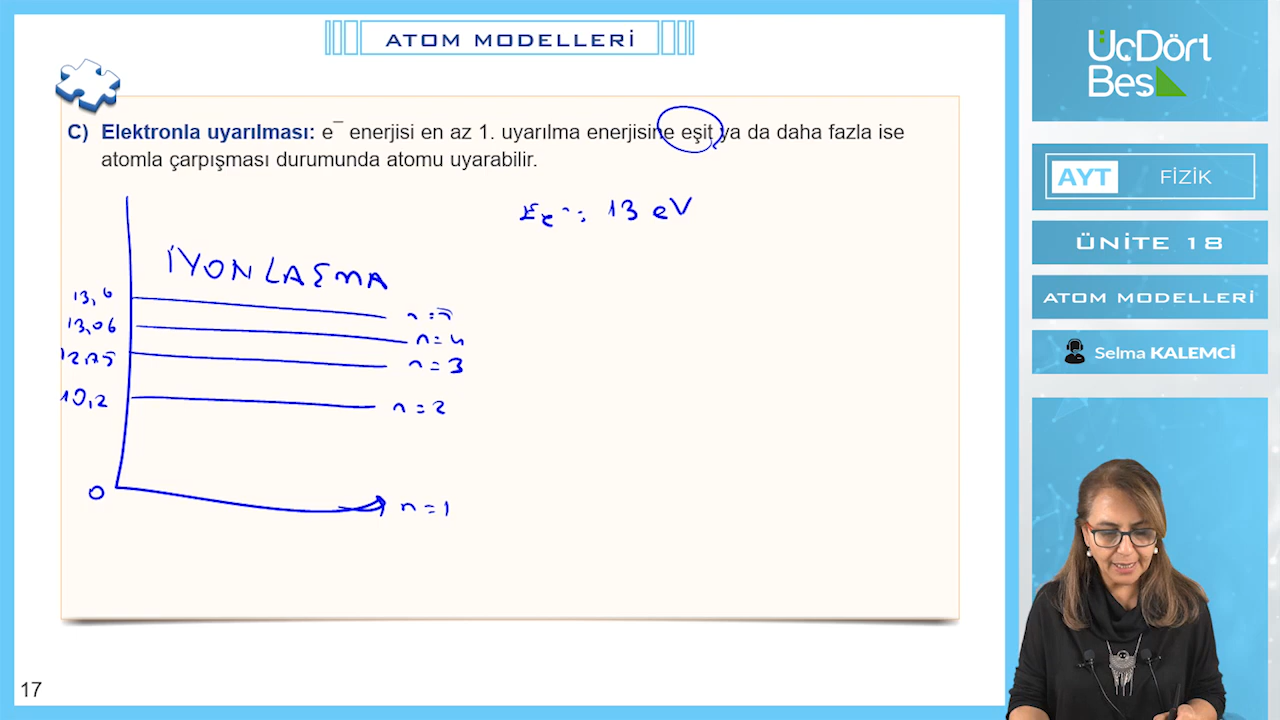 ATOM MODELLERİ
C) Elektronla uyarılması: e¯ enerjisi en az 1. uyarılma enerjisine eşit ya da daha fazla ise
atomla çarpışması durumunda atomu uyarabilir.
13 eV
İYONLAŞMA
13,6
13,06 n=4
12,75 n=3
10,2 n=2
0 n=1
17
ÜçDört
Beş
AYT FİZİK
ÜNİTE 18
ATOM MODELLERİ
Selma KALEMCİ